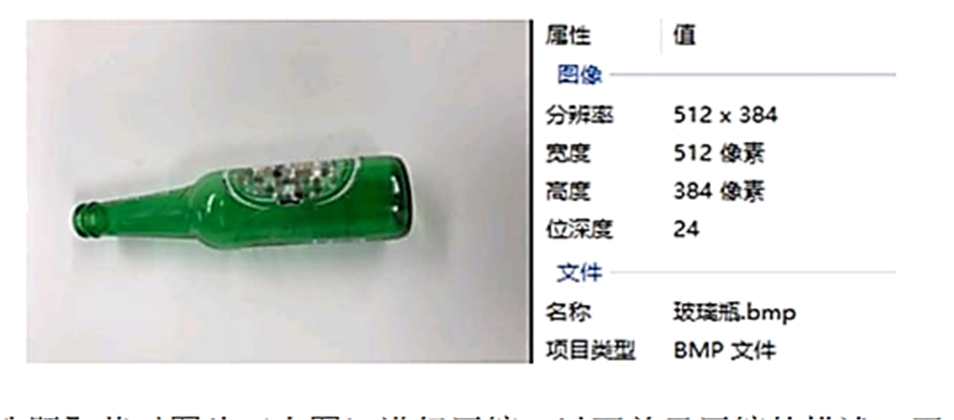 属性 值
图像
分辨率 512 x 384
宽度 512 像素
高度 384 像素
位深度 24
文件
名称 玻璃瓶.bmp
项目类型 BMP 文件